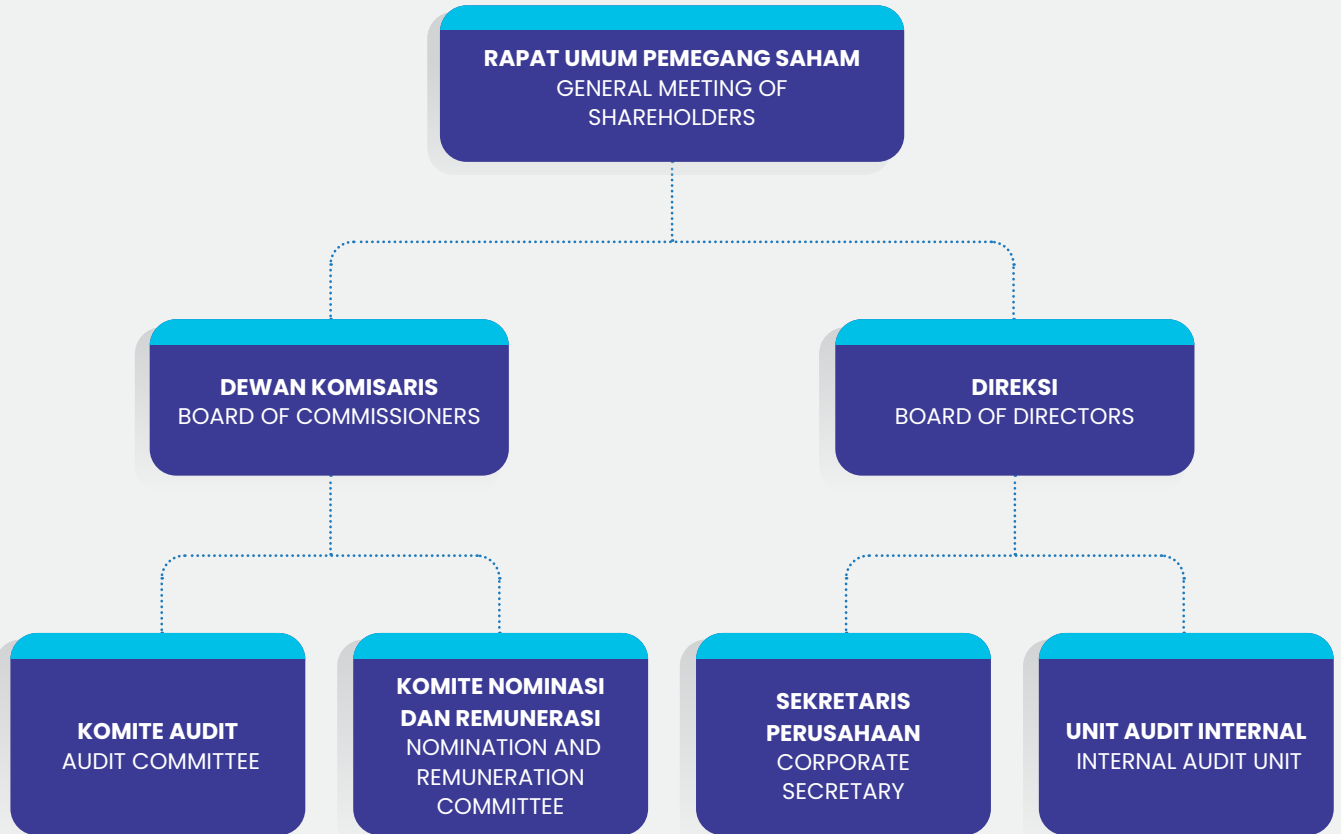 RAPAT UMUM PEMEGANG SAHAM
GENERAL MEETING OF
SHAREHOLDERS
DEWAN KOMISARIS
BOARD OF COMMISSIONERS
DIREKSI
BOARD OF DIRECTORS
KOMITE AUDIT
AUDIT COMMITTEE
KOMITE NOMINASI
DAN REMUNERASI
NOMINATION AND
REMUNERATION
COMMITTEE
SEKRETARIS
PERUSAHAAN
CORPORATE
SECRETARY
UNIT AUDIT INTERNAL
INTERNAL AUDIT UNIT